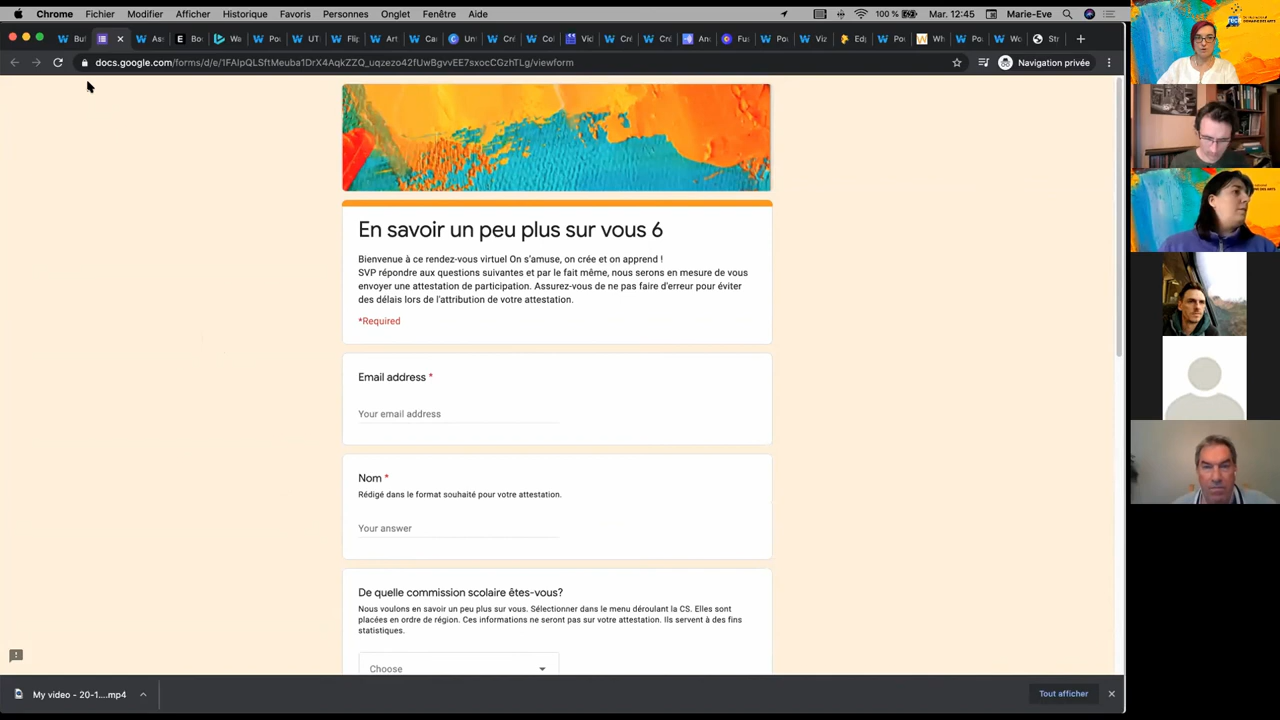 Chrome Fichier Modifier Afficher Historique Favoris Personnes Onglet Fenêtre Aide 100 % Mar. 12:45 Marie-Eve
docs.google.com/forms/d/e/1FAIpQLSftMeuba1DrX4AqkZZQ_uqzezo42fUwBgvvEE7sxocCGzhTLg/viewform
Navigation privée
En savoir un peu plus sur vous 6
Bienvenue à ce rendez-vous virtuel On s'amuse, on crée et on apprend !
SVP répondre aux questions suivantes et par le fait même, nous serons en mesure de vous
envoyer une attestation de participation. Assurez-vous de ne pas faire d'erreur pour éviter
des délais lors de l'attribution de votre attestation.
*Required
Email address *
Your email address
Nom *
Rédigé dans le format souhaité pour votre attestation.
Your answer
De quelle commission scolaire êtes-vous?
Nous voulons en savoir un peu plus sur vous. Sélectionner dans le menu déroulant la CS. Elles sont
placées en ordre de région. Ces informations ne seront pas sur votre attestation. Ils servent à des fins
statistiques.
Choose
My video - 20-1....mp4
Tout afficher